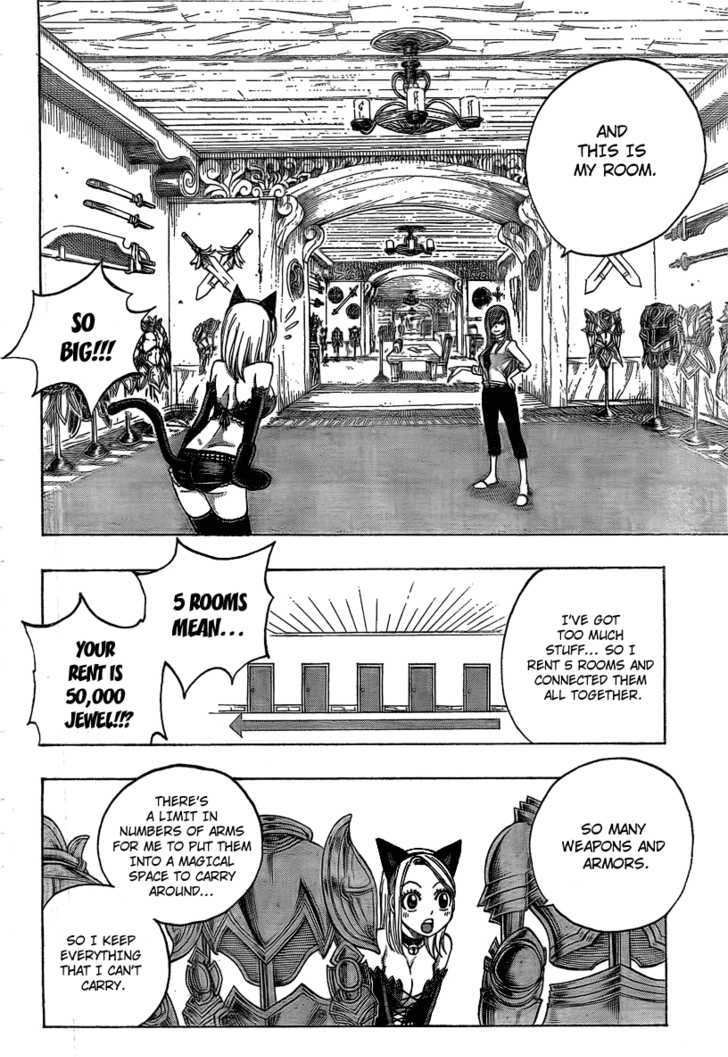 AND
THIS IS
MY ROOM.
SO
BIG!!!
I'VE GOT
TOO MUCH
STUFF... SO I
RENT 5 ROOMS AND
CONNECTED THEM
ALL TOGETHER.
5 ROOMS
MEAN...
YOUR
RENT IS
50,000
JEWEL!!?
SO MANY
WEAPONS AND
ARMORS.
THERE'S
A LIMIT IN
NUMBERS OF ARMS
FOR ME TO PUT THEM
INTO A MAGICAL
SPACE TO CARRY
AROUND...
SO I KEEP
EVERYTHING
THAT I CAN'T
CARRY.